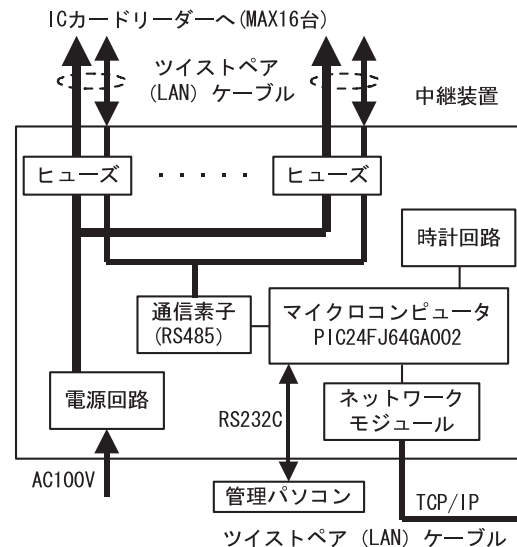 ICカードリーダーへ(MAX16台)
ツイストペア
(LAN) ケーブル
中継装置
ヒューズ
・・・・・
ヒューズ
時計回路
通信素子
(RS485)
マイクロコンピュータ
PIC24FJ64GA002
電源回路
RS232C
ネットワーク
モジュール
AC100V
管理パソコン
TCP/IP
ツイストペア (LAN) ケーブル